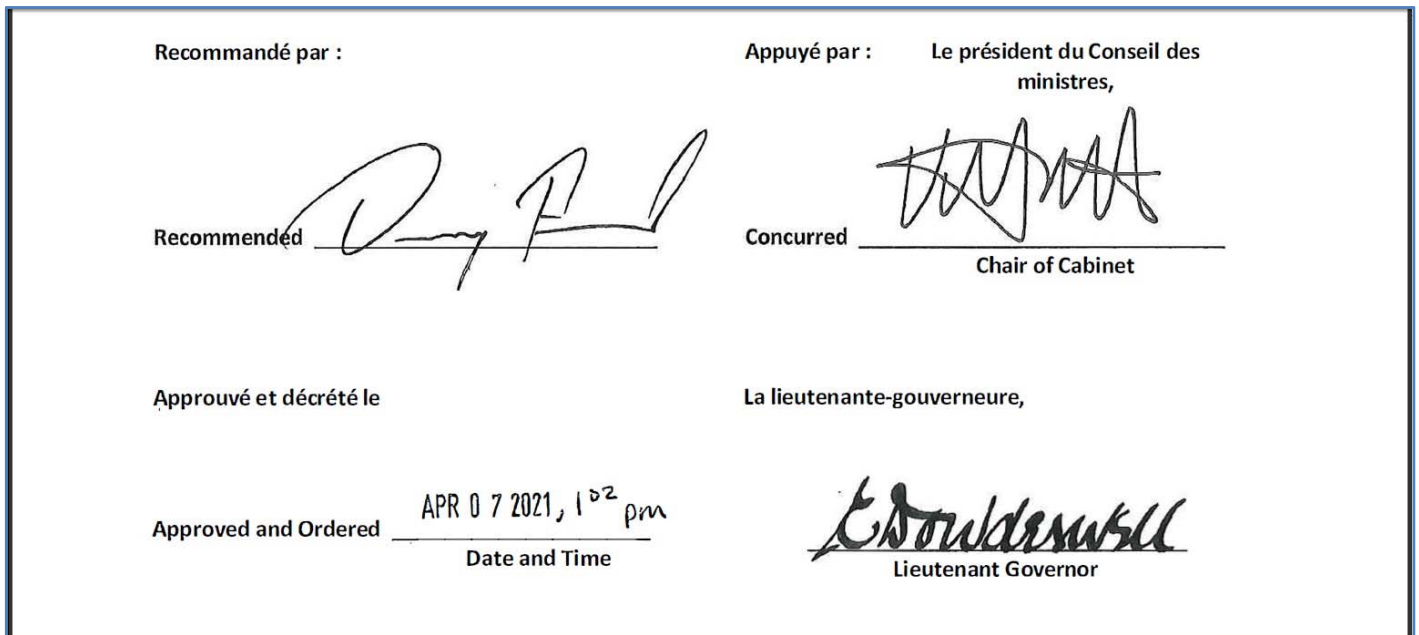 Recommandé par :
Appuyé par : Le président du Conseil des
ministres,
Recommended
Concurred
Chair of Cabinet
Approuvé et décrété le
La lieutenante-gouverneure,
Approved and Ordered APR 0 7 2021, 1 02 pm
Date and Time
EDowdeswell
Lieutenant Governor